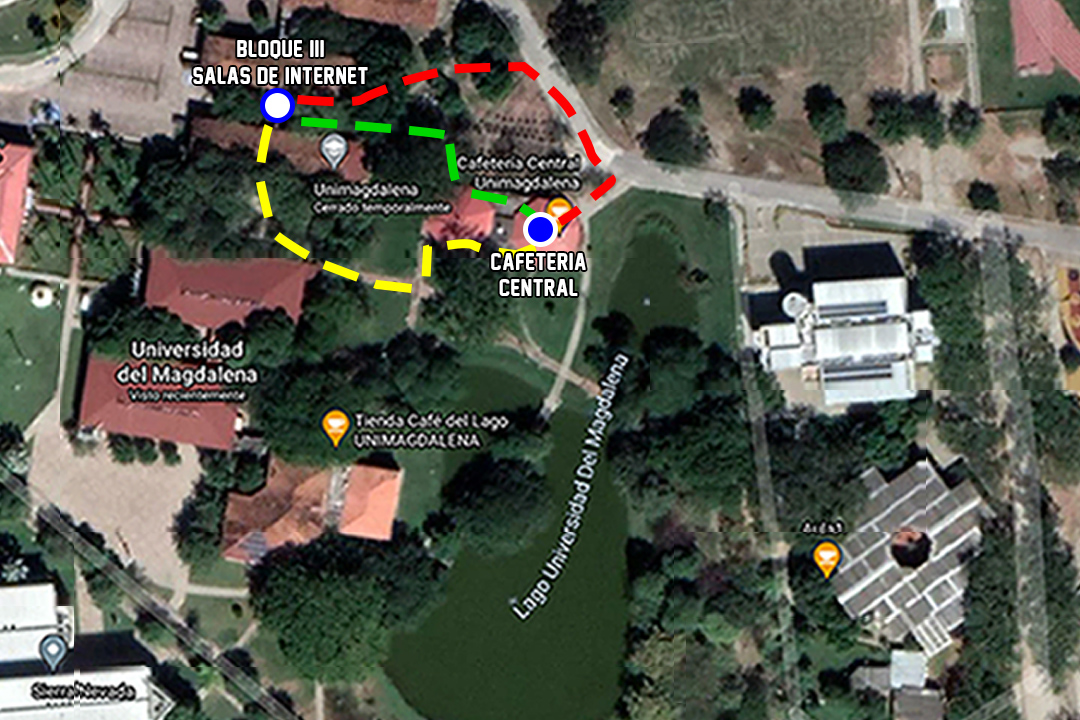 BLOQUE III
SALAS DE INTERNET
Cafeteria Central
Unimagdalena
Unimagdalena
Cerrado temporalmente
CAFETERIA
CENTRAL
Universidad
del Magdalena
Visto recientemente
Tienda Café del Lago
UNIMAGDALENA
Lago Universidad Del Magdalena
Sierra Nevada